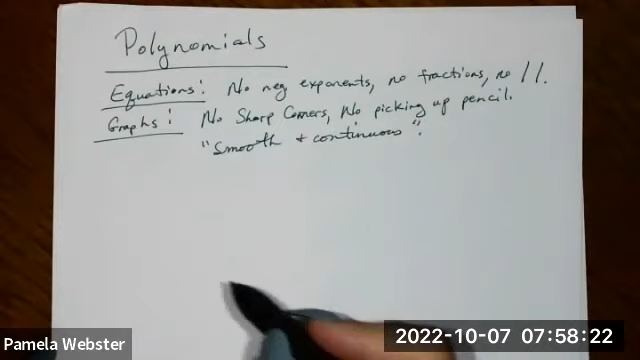 Polynomials
Equations: No neg exponents, no fractions, no | |.
Graphs: No Sharp Corners, No picking up pencil.
"smooth + continuous".
Pamela Webster
2022-10-07 07:58:22